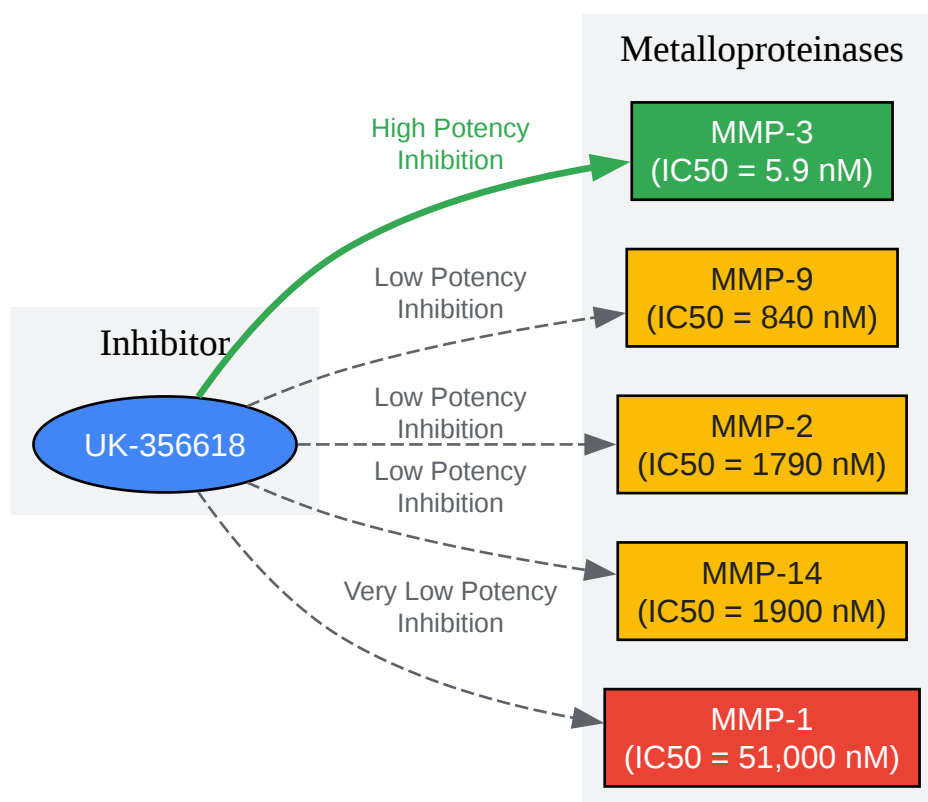 Metalloproteinases
High Potency
Inhibition
MMP-3
(IC50 = 5.9 nM)
Low Potency
Inhibition
MMP-9
(IC50 = 840 nM)
Inhibitor
UK-356618
Low Potency
Inhibition
MMP-2
(IC50 = 1790 nM)
Low Potency
Inhibition
MMP-14
(IC50 = 1900 nM)
Very Low Potency
Inhibition
MMP-1
(IC50 = 51,000 nM)